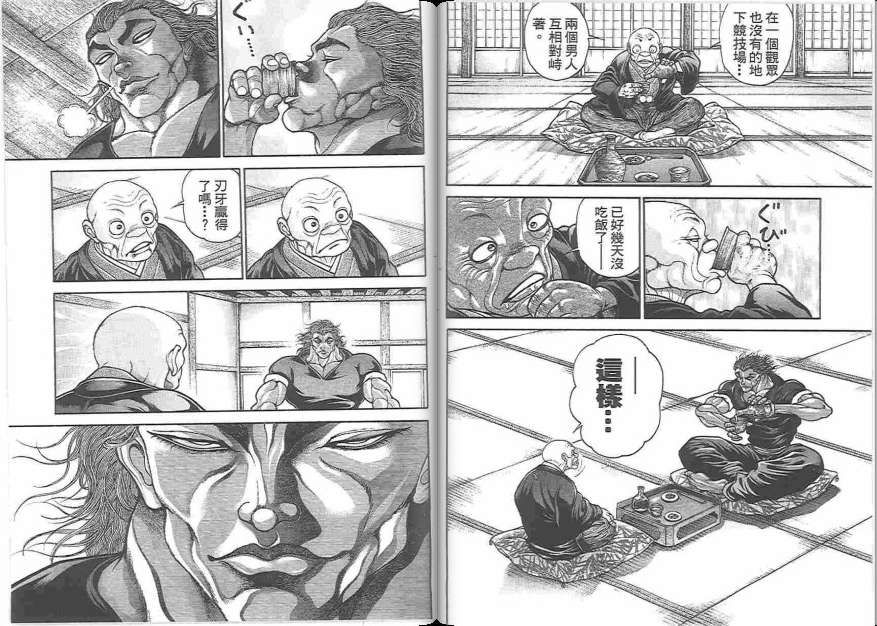 在一個觀眾
也沒有的地
下競技場…
兩個男人
互相對峙
著。
ぐび…
已好幾天沒
吃飯了——
——
這樣…
ぐい……
刃牙贏得
了嗎…?